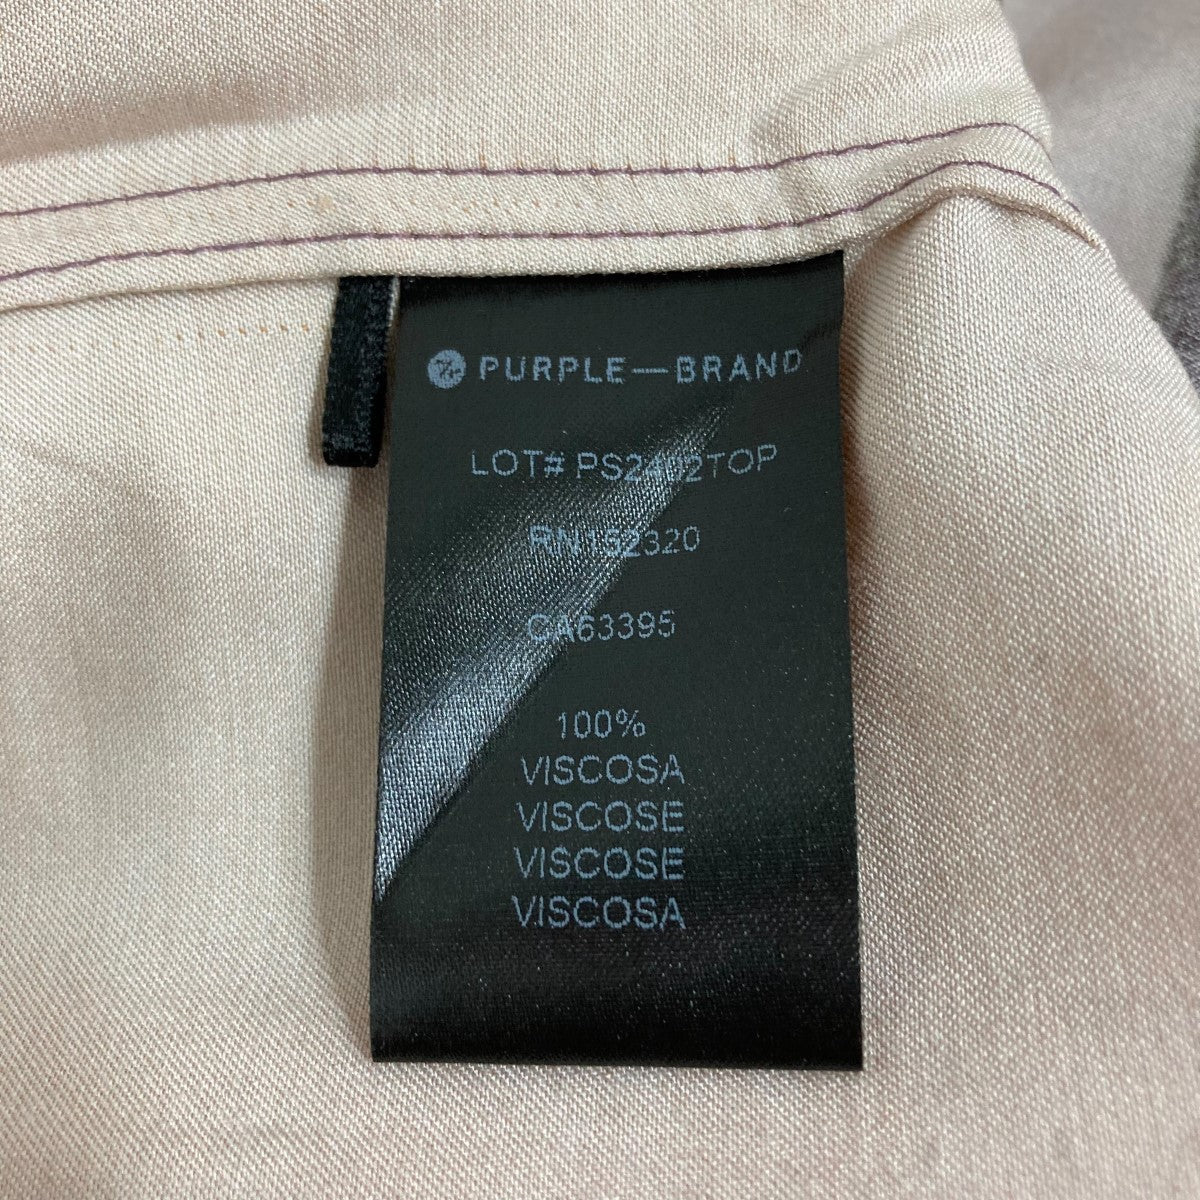 PURPLE—BRAND
LOT# PS2402TOP
RN152320
CA63395
100%
VISCOSA
VISCOSE
VISCOSE
VISCOSA